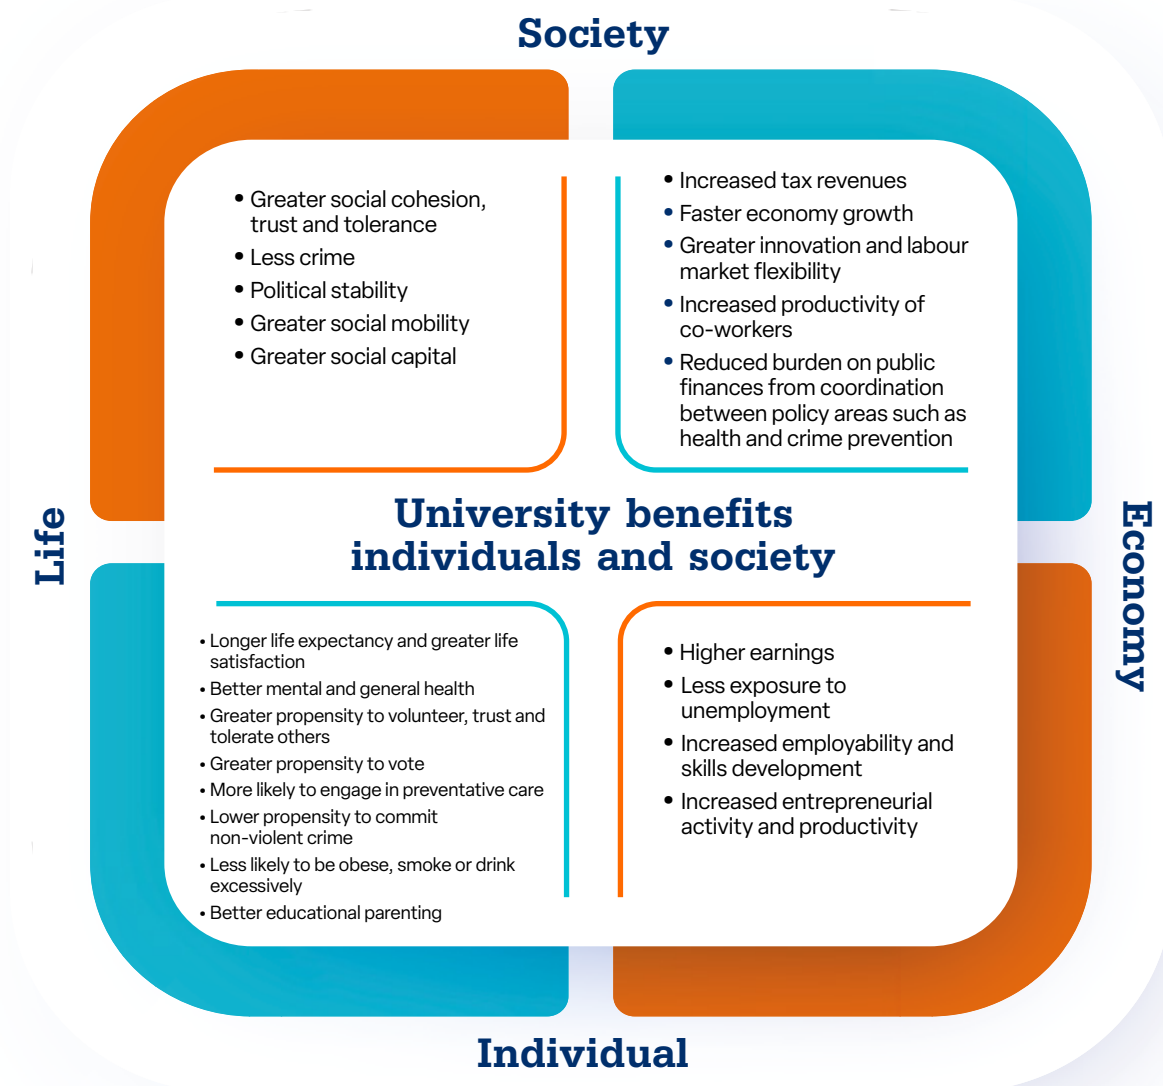 Society
• Greater social cohesion,
trust and tolerance
• Less crime
• Political stability
• Greater social mobility
• Greater social capital
• Increased tax revenues
• Faster economy growth
• Greater innovation and labour
market flexibility
• Increased productivity of
co-workers
• Reduced burden on public
finances from coordination
between policy areas such as
health and crime prevention
Life
University benefits
individuals and society
Economy
• Longer life expectancy and greater life
satisfaction
• Better mental and general health
• Greater propensity to volunteer, trust and
tolerate others
• Greater propensity to vote
• More likely to engage in preventative care
• Lower propensity to commit
non-violent crime
• Less likely to be obese, smoke or drink
excessively
• Better educational parenting
• Higher earnings
• Less exposure to
unemployment
• Increased employability and
skills development
• Increased entrepreneurial
activity and productivity
Individual